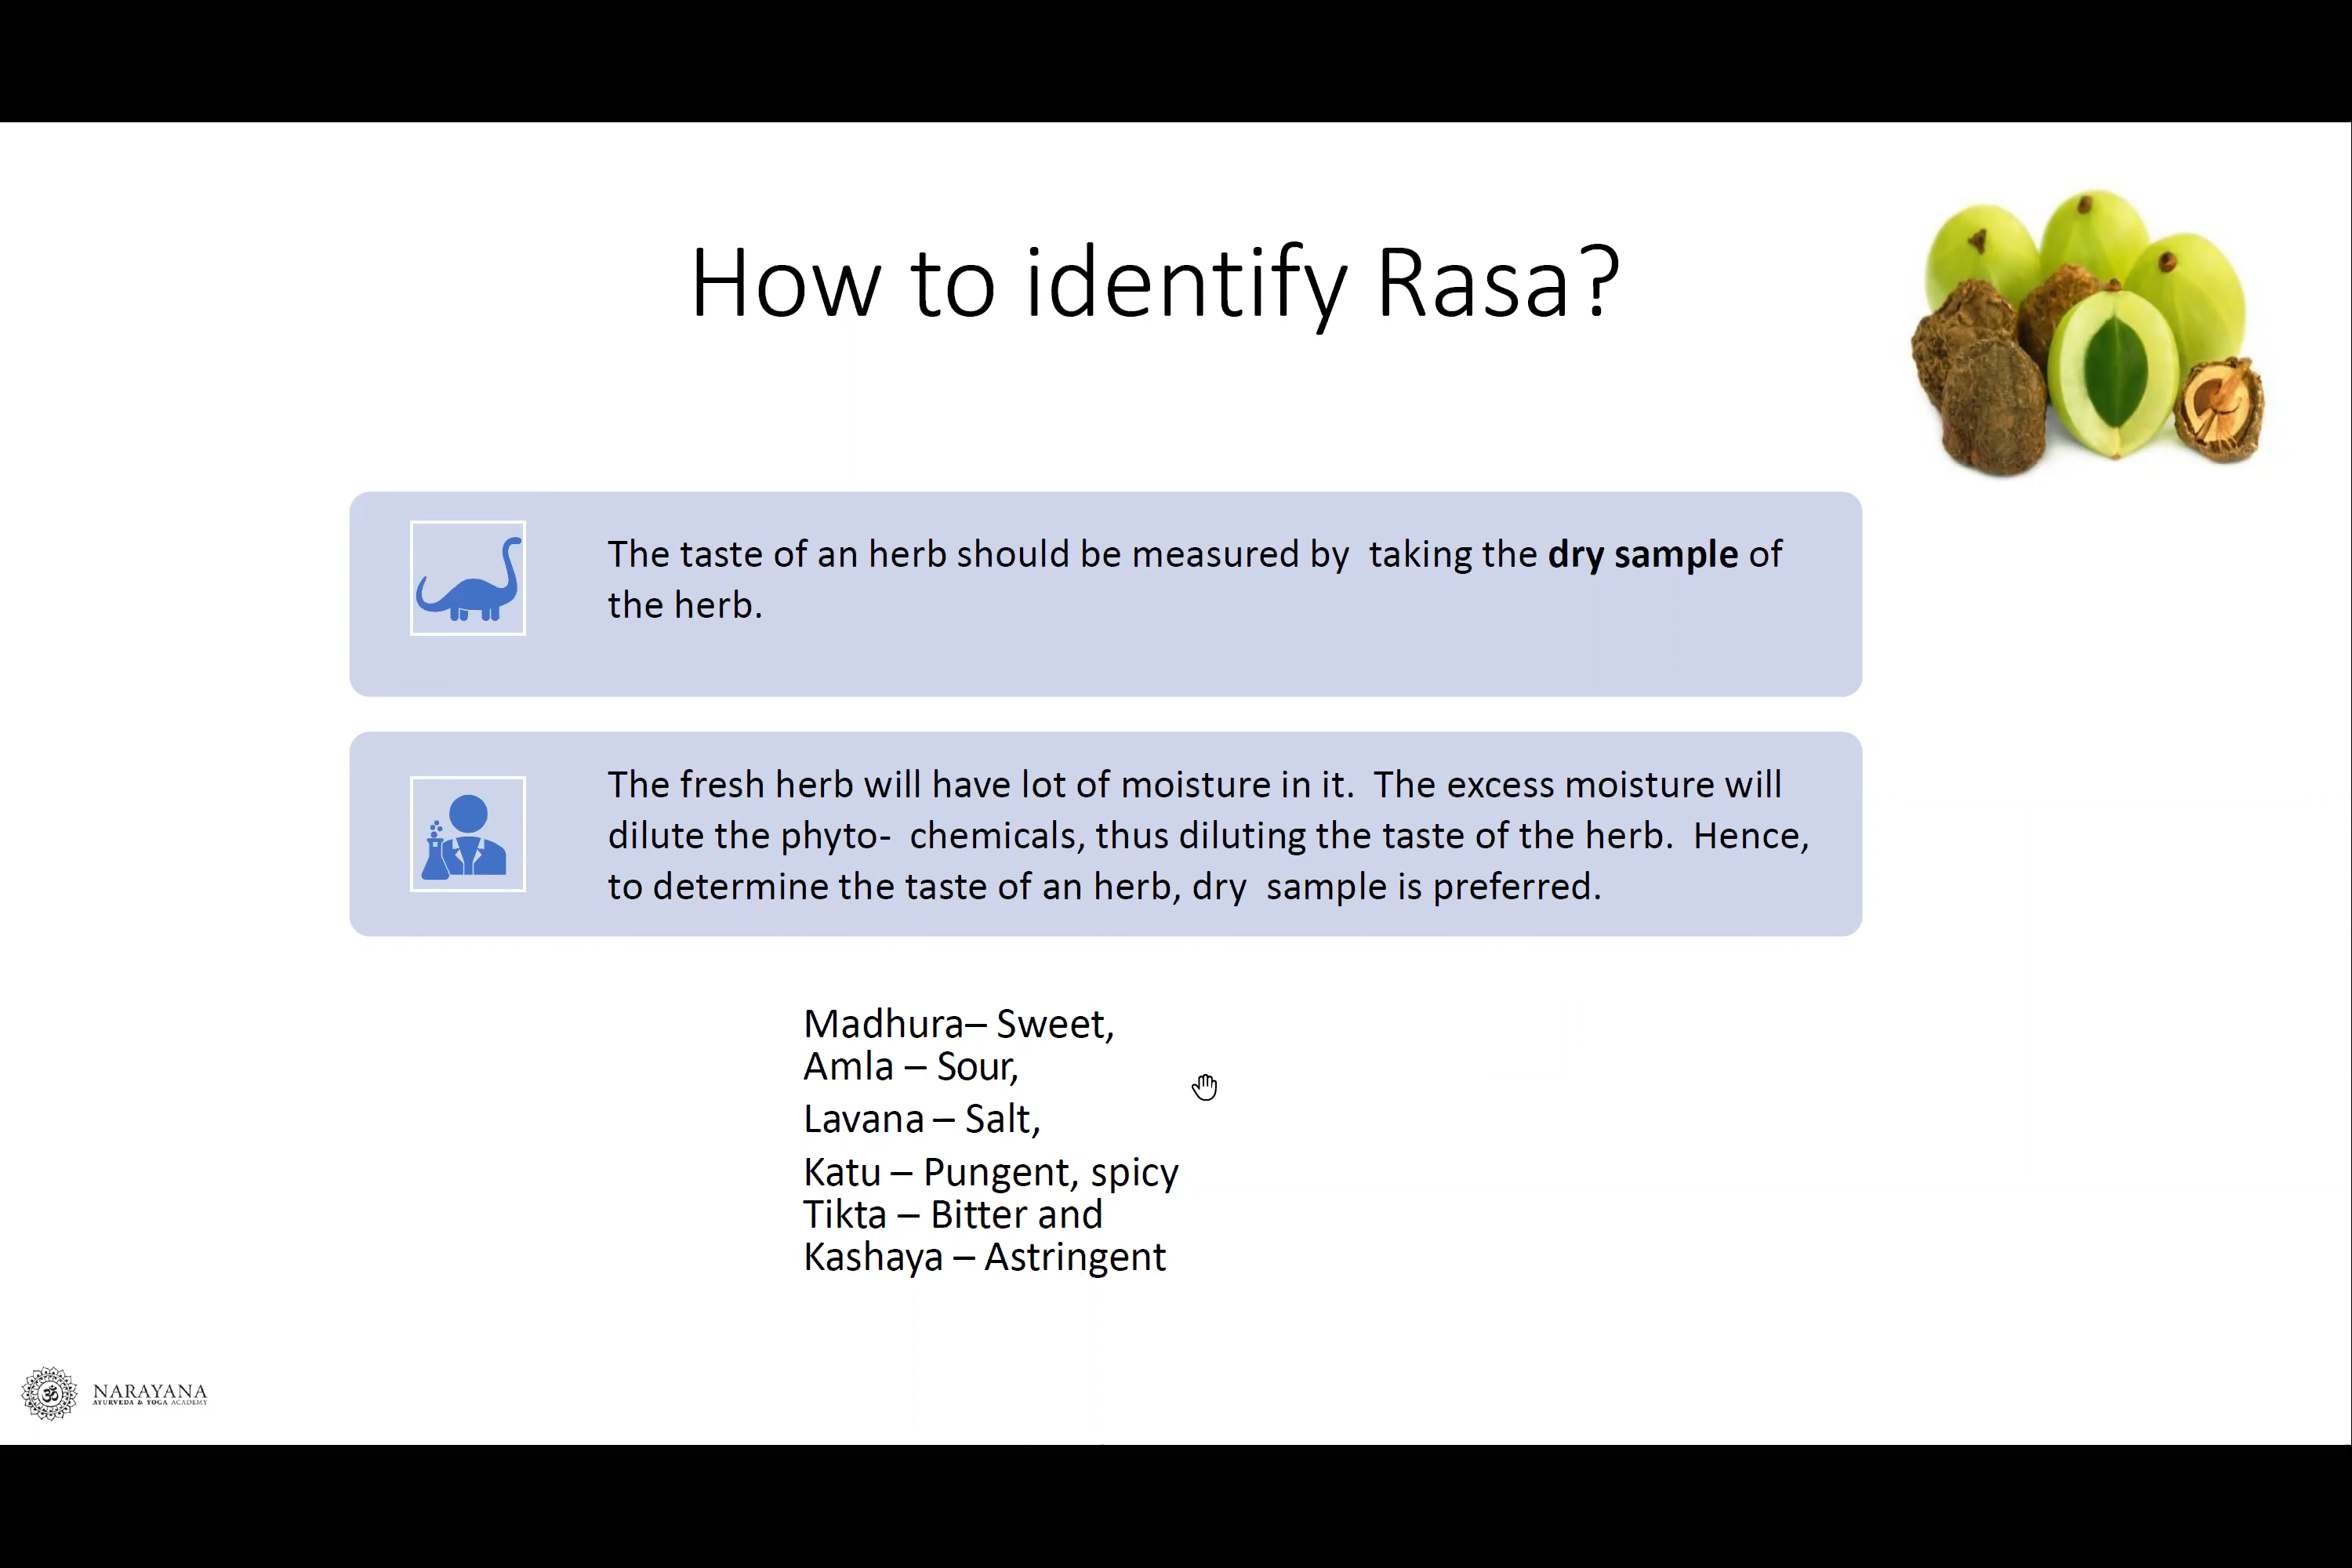 How to identify Rasa?
The taste of an herb should be measured by taking the dry sample of
the herb.
The fresh herb will have lot of moisture in it. The excess moisture will
dilute the phyto- chemicals, thus diluting the taste of the herb. Hence,
to determine the taste of an herb, dry sample is preferred.
Madhura– Sweet,
Amla – Sour,
Lavana – Salt,
Katu – Pungent, spicy
Tikta – Bitter and
Kashaya – Astringent
ॐ
NARAYANA
AYURVEDA & YOGA ACADEMY